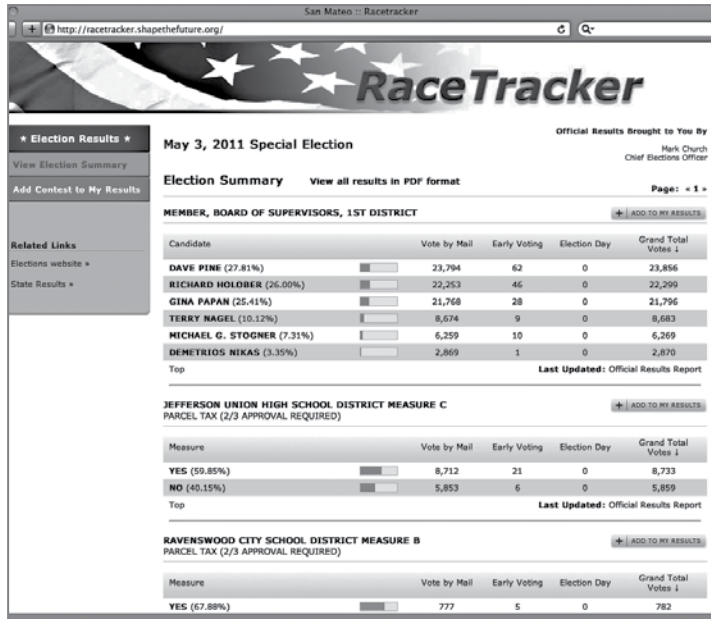 San Mateo :: Racetracker
http://racetracker.shapethefuture.org/
RaceTracker
★ Election Results ★
View Election Summary
Add Contest to My Results
Related Links
Elections website »
State Results »
May 3, 2011 Special Election
Official Results Brought to You By
Mark Church
Chief Elections Officer
Election Summary View all results in PDF format
Page: « 1 »
MEMBER, BOARD OF SUPERVISORS, 1ST DISTRICT + ADD TO MY RESULTS
Candidate Vote by Mail Early Voting Election Day Grand Total Votes ↓
DAVE PINE (27.81%) 23,794 62 0 23,856
RICHARD HOLOBER (26.00%) 22,253 46 0 22,299
GINA PAPAN (25.41%) 21,768 28 0 21,796
TERRY NAGEL (10.12%) 8,674 9 0 8,683
MICHAEL G. STOGNER (7.31%) 6,259 10 0 6,269
DEMETRIOS NIKAS (3.35%) 2,869 1 0 2,870
Top Last Updated: Official Results Report
JEFFERSON UNION HIGH SCHOOL DISTRICT MEASURE C + ADD TO MY RESULTS
PARCEL TAX (2/3 APPROVAL REQUIRED)
Measure Vote by Mail Early Voting Election Day Grand Total Votes ↓
YES (59.85%) 8,712 21 0 8,733
NO (40.15%) 5,853 6 0 5,859
Top Last Updated: Official Results Report
RAVENSWOOD CITY SCHOOL DISTRICT MEASURE B + ADD TO MY RESULTS
PARCEL TAX (2/3 APPROVAL REQUIRED)
Measure Vote by Mail Early Voting Election Day Grand Total Votes ↓
YES (67.88%) 777 5 0 782